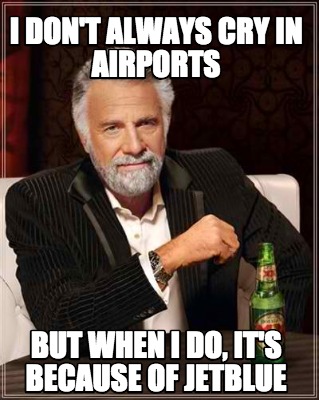 I DON'T ALWAYS CRY IN
AIRPORTS
BUT WHEN I DO, IT'S
BECAUSE OF JETBLUE